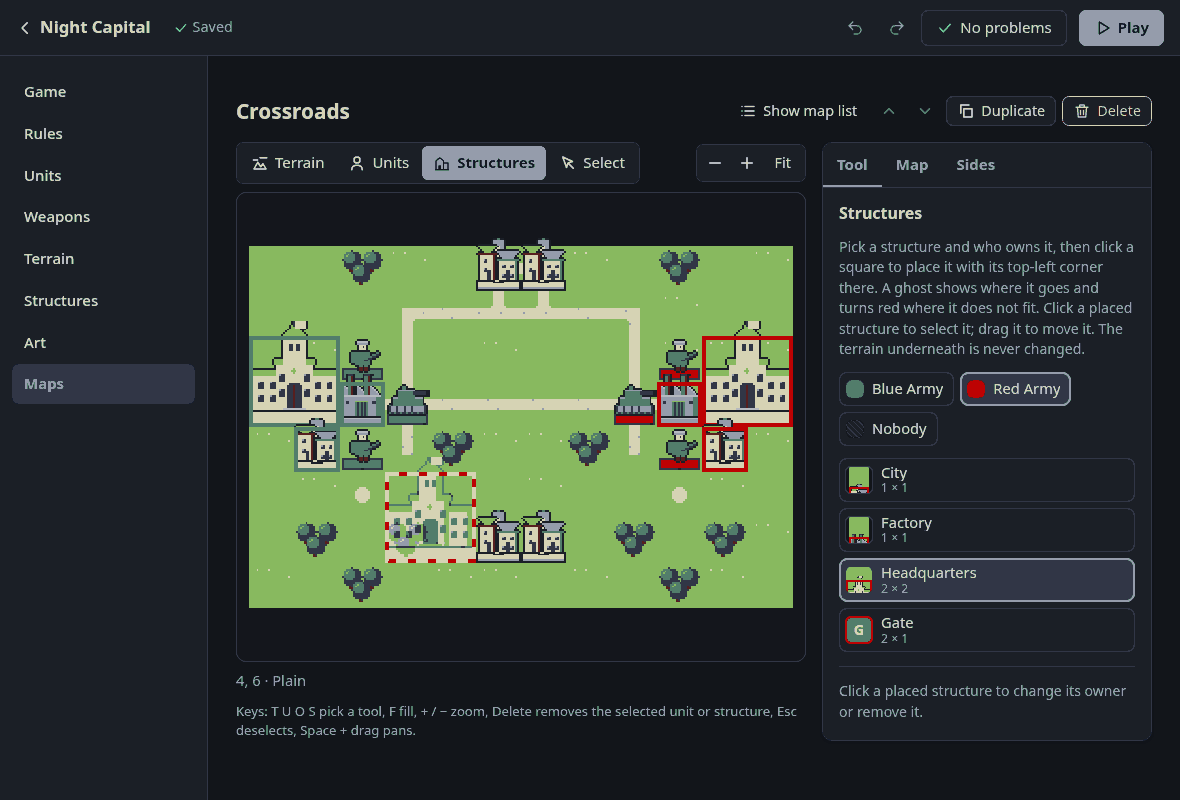 Night Capital
Saved
No problems
Play
Game
Rules
Units
Weapons
Terrain
Structures
Art
Maps
Crossroads
Show map list
Duplicate
Delete
Terrain
Units
Structures
Select
Fit
Tool
Map
Sides
Structures
Pick a structure and who owns it, then click a
square to place it with its top-left corner
there. A ghost shows where it goes and
turns red where it does not fit. Click a placed
structure to select it; drag it to move it. The
terrain underneath is never changed.
Blue Army
Red Army
Nobody
City
1 × 1
Factory
1 × 1
Headquarters
2 × 2
G
Gate
2 × 1
Click a placed structure to change its owner
or remove it.
4, 6 · Plain
Keys: T U O S pick a tool, F fill, + / − zoom, Delete removes the selected unit or structure, Esc
deselects, Space + drag pans.